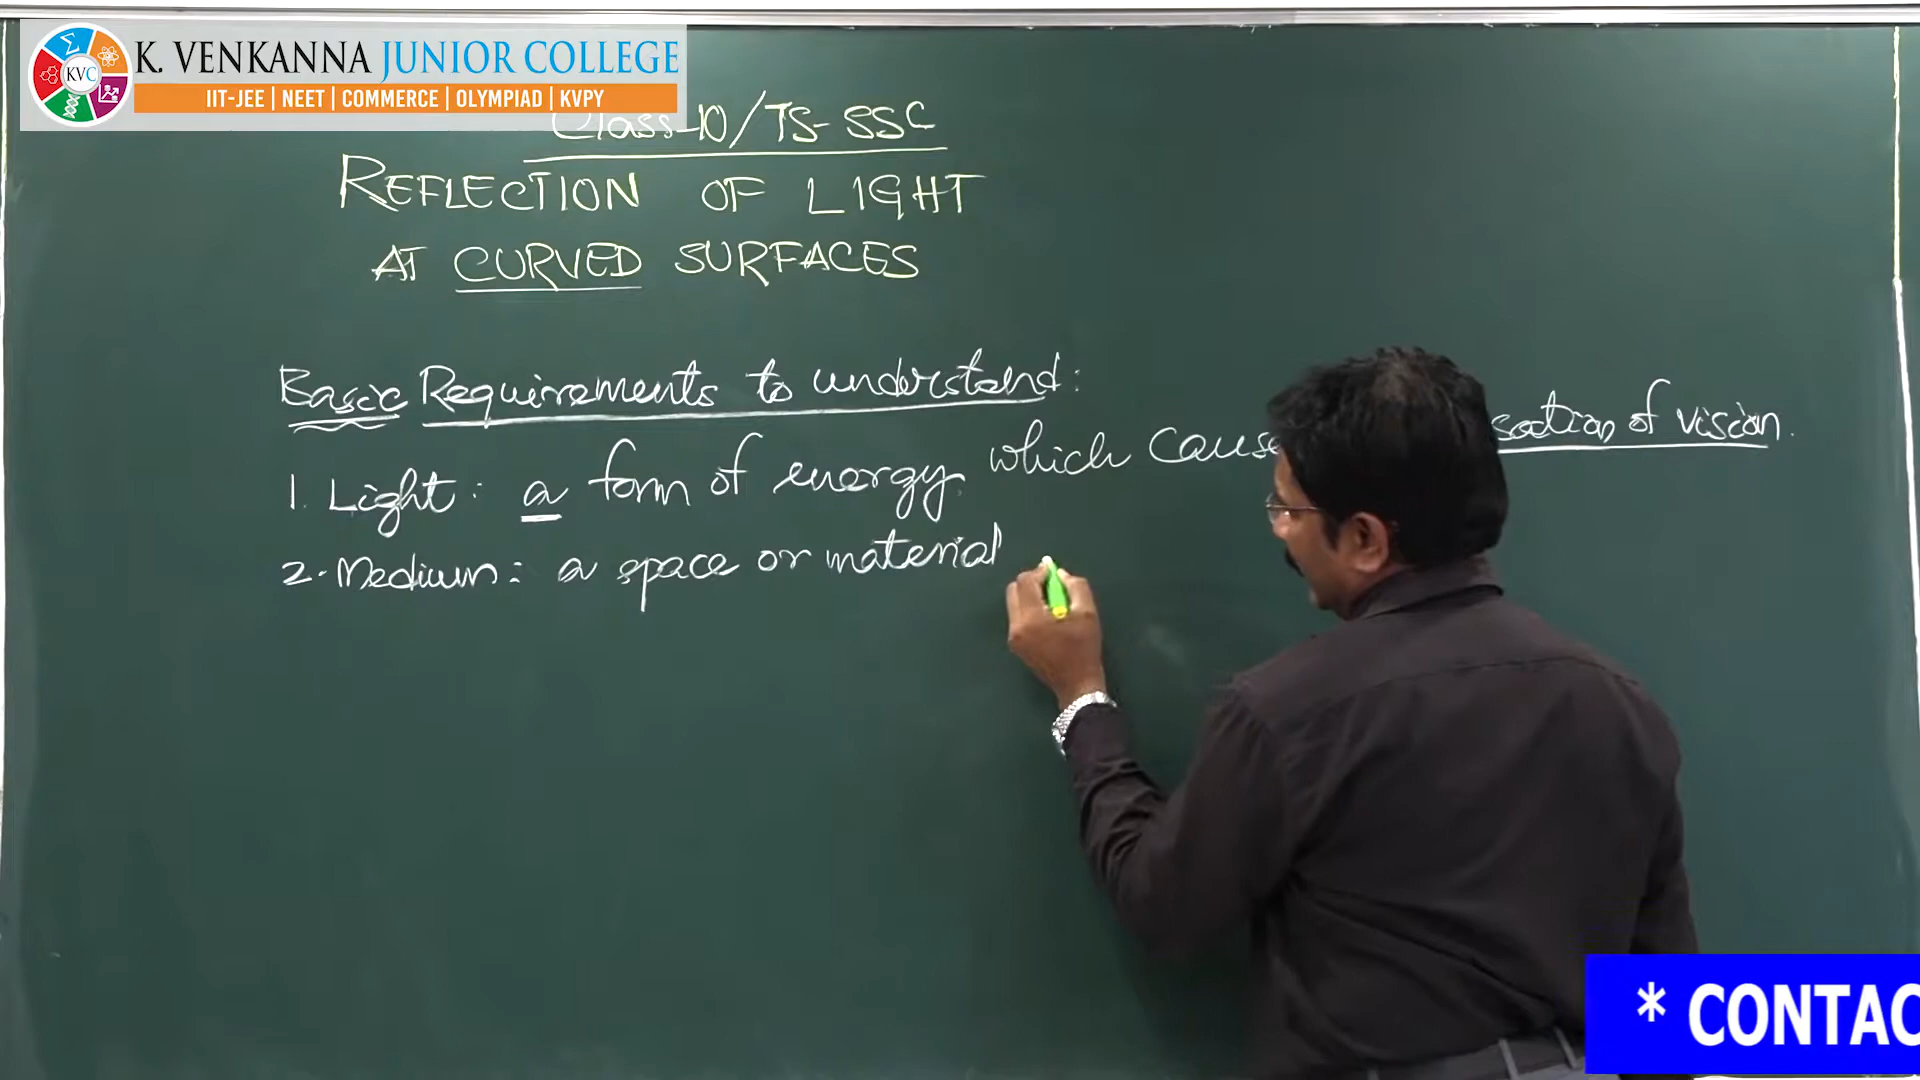 KVC
K. VENKANNA JUNIOR COLLEGE
IIT-JEE | NEET | COMMERCE | OLYMPIAD | KVPY
Class-10/TS-SSC
REFLECTION OF LIGHT
AT CURVED SURFACES
Basic Requirements to understand:
1. Light: a form of energy which cause sation of vision.
2. Medium: a space or material
* CONTAC